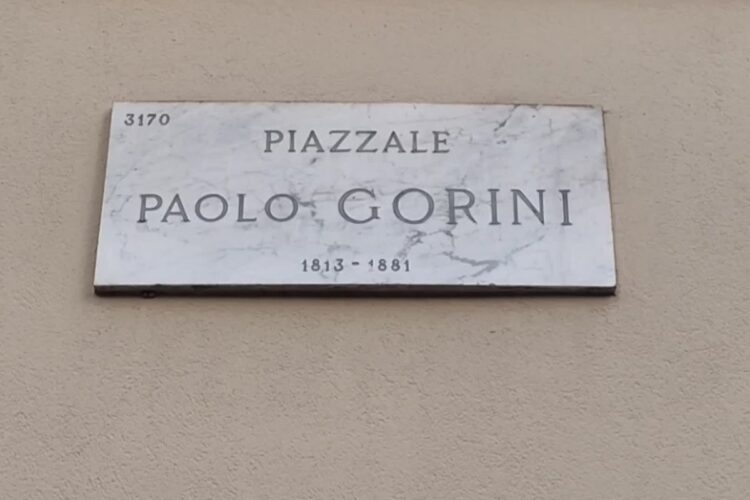 3170
PIAZZALE
PAOLO GORINI
1813 - 1881